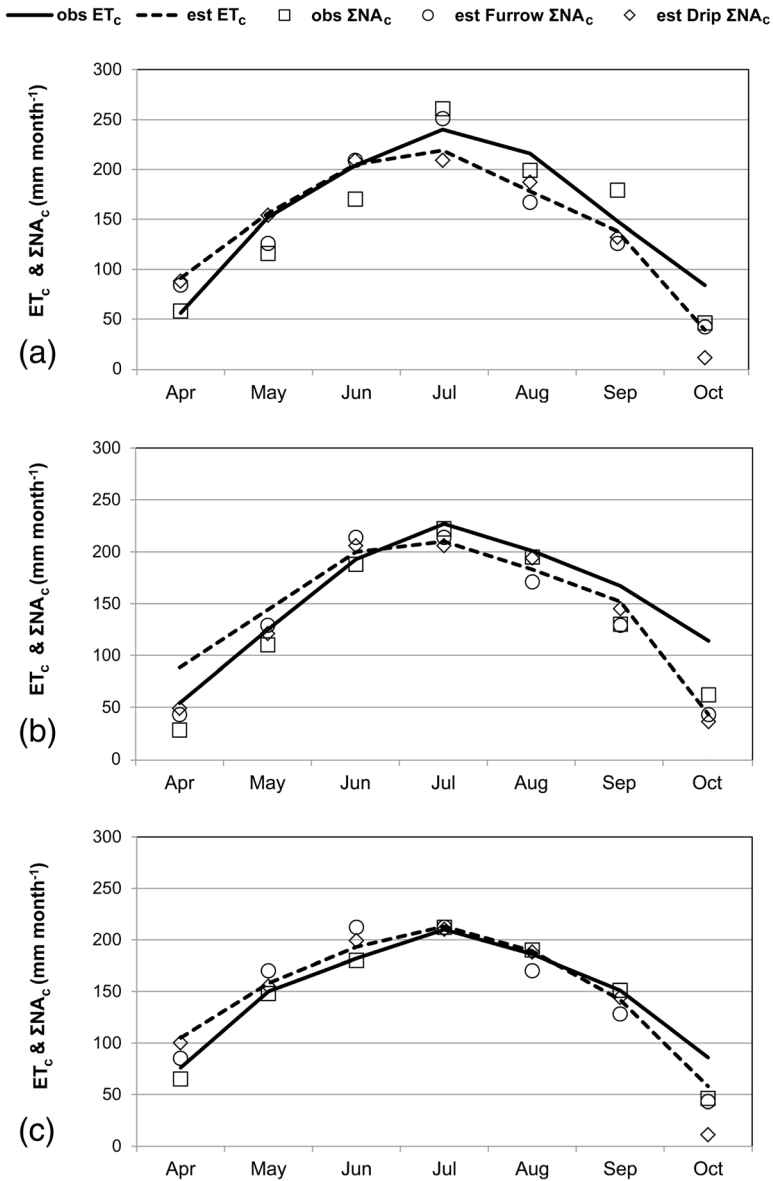 obs ETc est ETc obs ΣNAc est Furrow ΣNAc est Drip ΣNAc
300
250
200
150
100
50
0
ETc & ΣNAc (mm month-1)
(a)
Apr May Jun Jul Aug Sep Oct
300
250
200
150
100
50
0
ETc & ΣNAc (mm month-1)
(b)
Apr May Jun Jul Aug Sep Oct
300
250
200
150
100
50
0
ETc & ΣNAc (mm month-1)
(c)
Apr May Jun Jul Aug Sep Oct